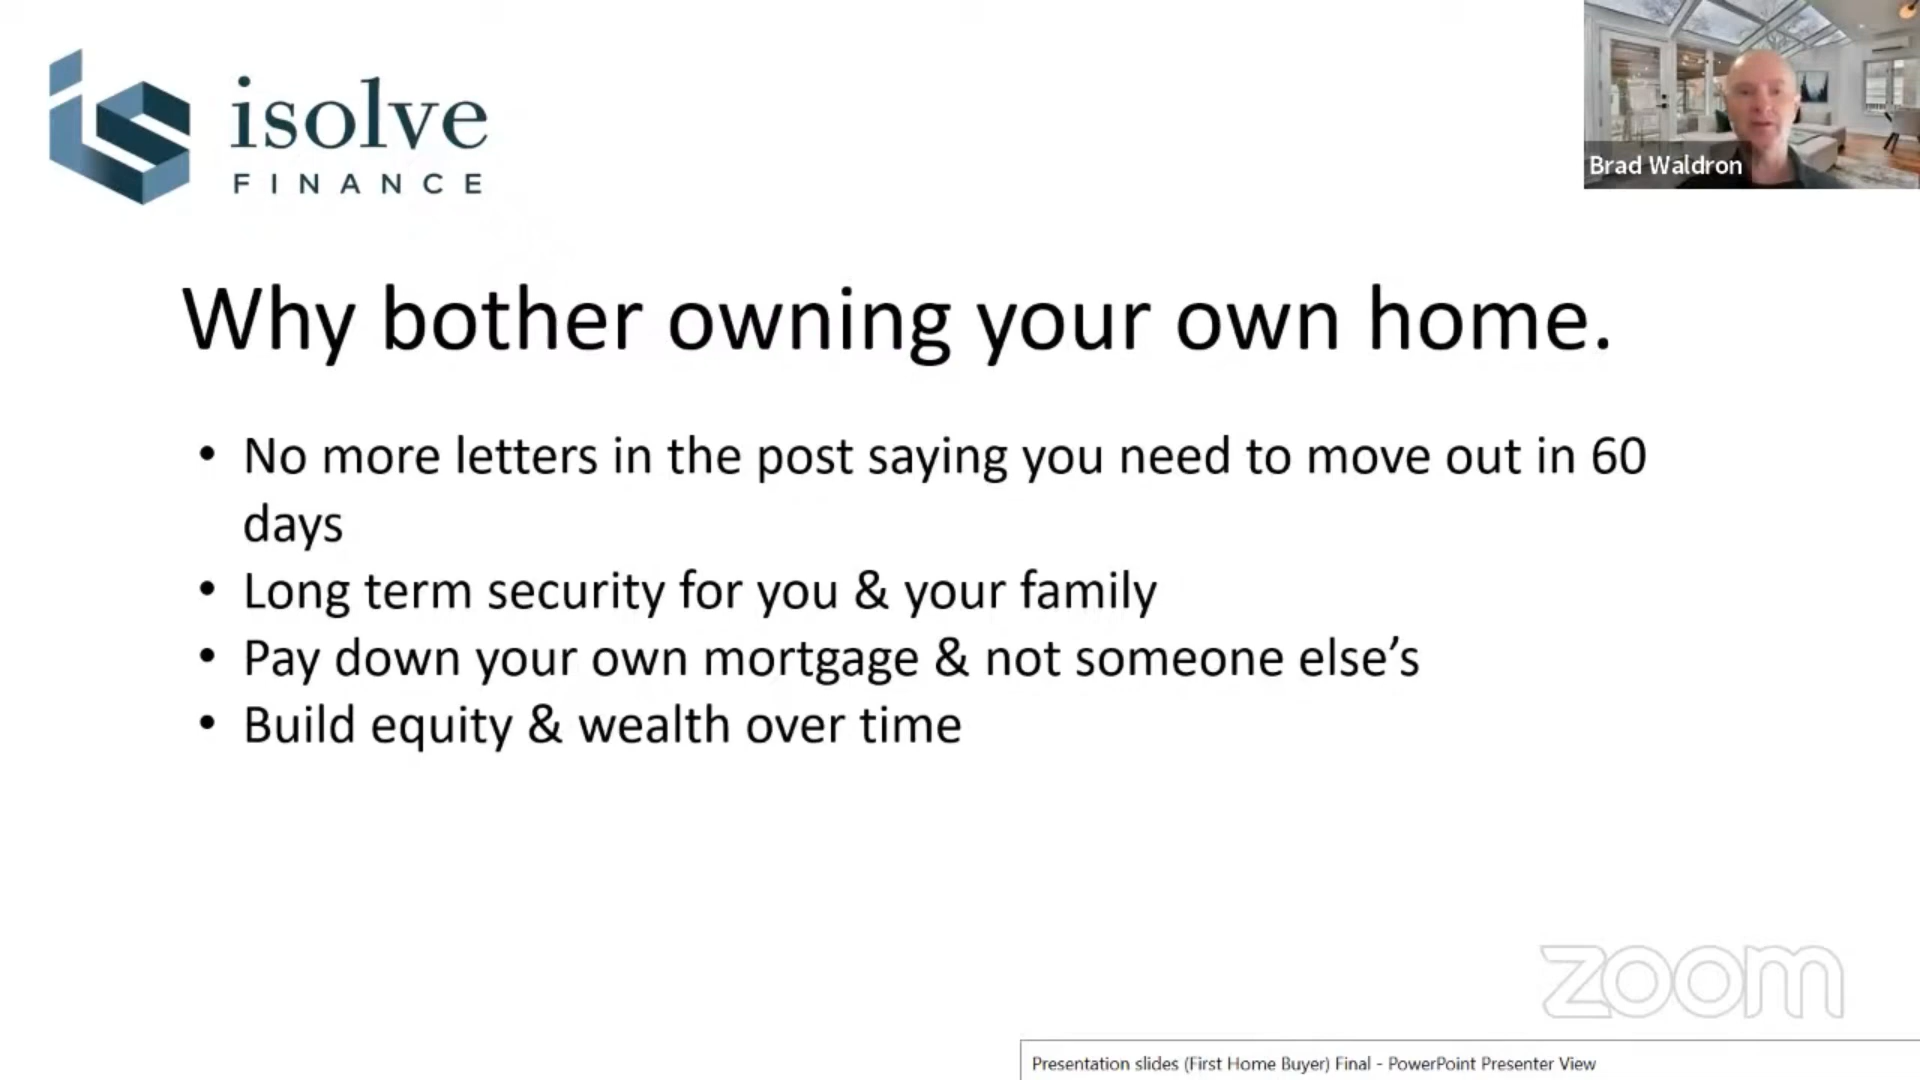 isolve
FINANCE
Brad Waldron
Why bother owning your own home.
• No more letters in the post saying you need to move out in 60
days
• Long term security for you & your family
• Pay down your own mortgage & not someone else’s
• Build equity & wealth over time
zoom
Presentation slides (First Home Buyer) Final - PowerPoint Presenter View